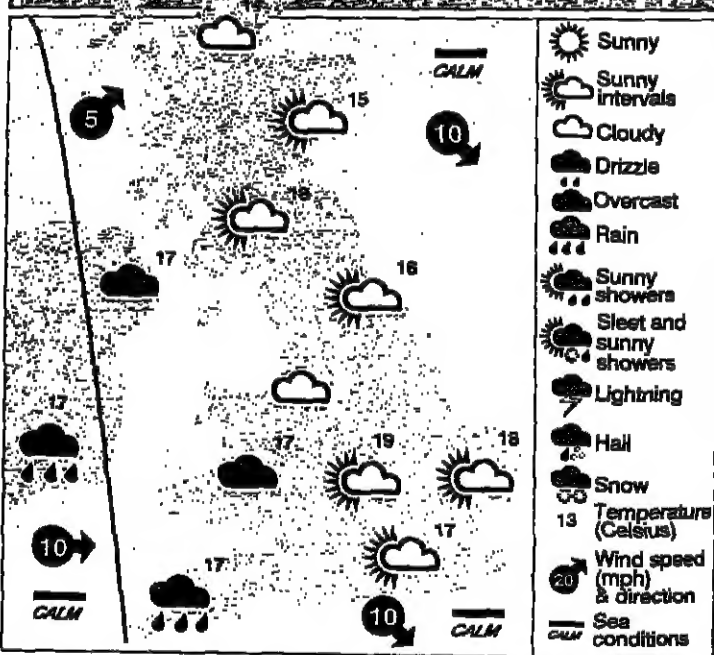 CALM
15
5
10
16
17
16
17
17
19
18
10
17
17
CALM
10
CALM
Sunny
Sunny
intervals
Cloudy
Drizzle
Overcast
Rain
Sunny
showers
Sleet and
sunny
showers
Lightning
Hail
Snow
13 Temperature
(Celsius)
20 Wind speed
(mph)
& direction
CALM Sea
conditions